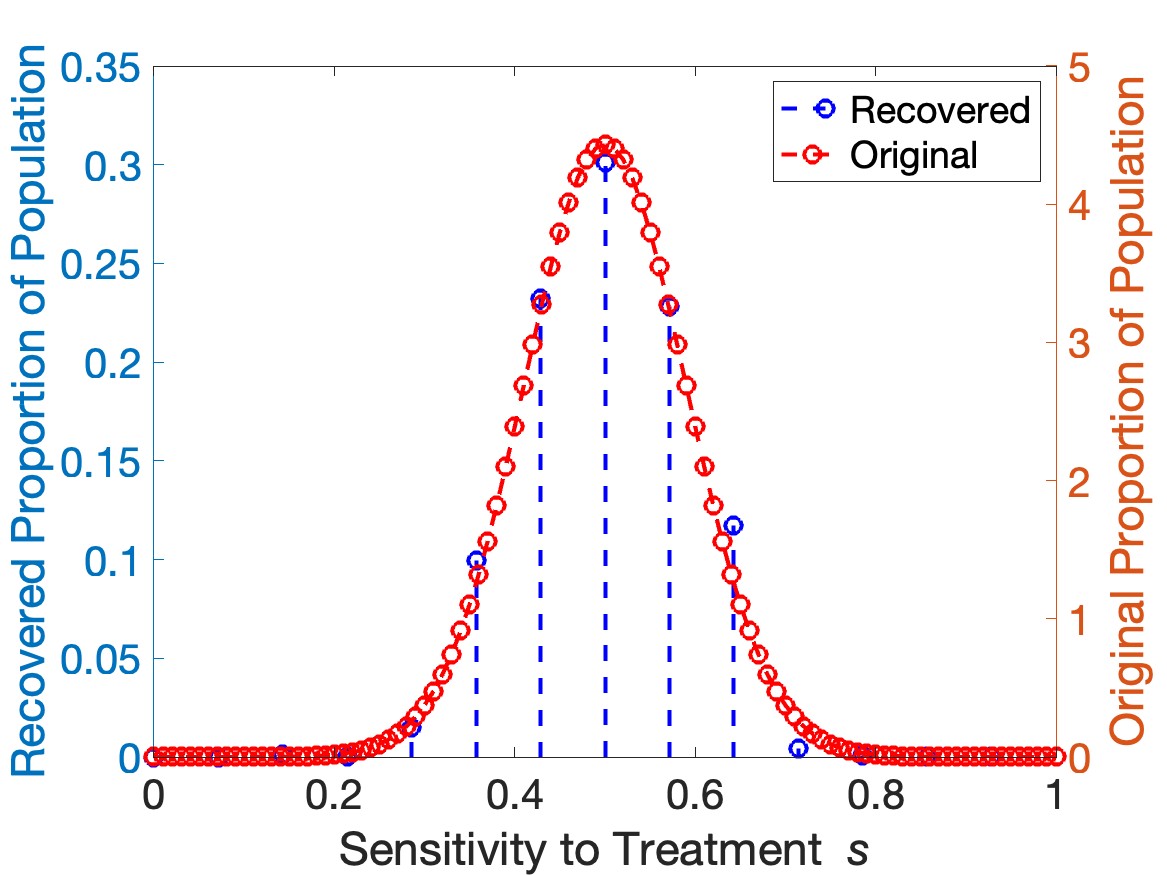 Recovered Proportion of Population
0.35
0.3
0.25
0.2
0.15
0.1
0.05
0
Recovered
Original
5
4
3
2
1
0
Original Proportion of Population
0 0.2 0.4 0.6 0.8 1
Sensitivity to Treatment s